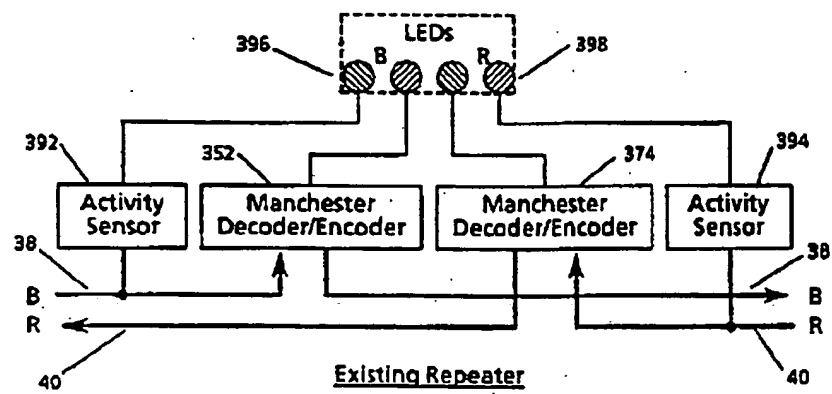 LEDs
396
B
R
398
392
352
374
394
Activity
Sensor
Manchester
Decoder/Encoder
Manchester
Decoder/Encoder
Activity
Sensor
38
38
B
B
R
R
40
40
Existing Repeater